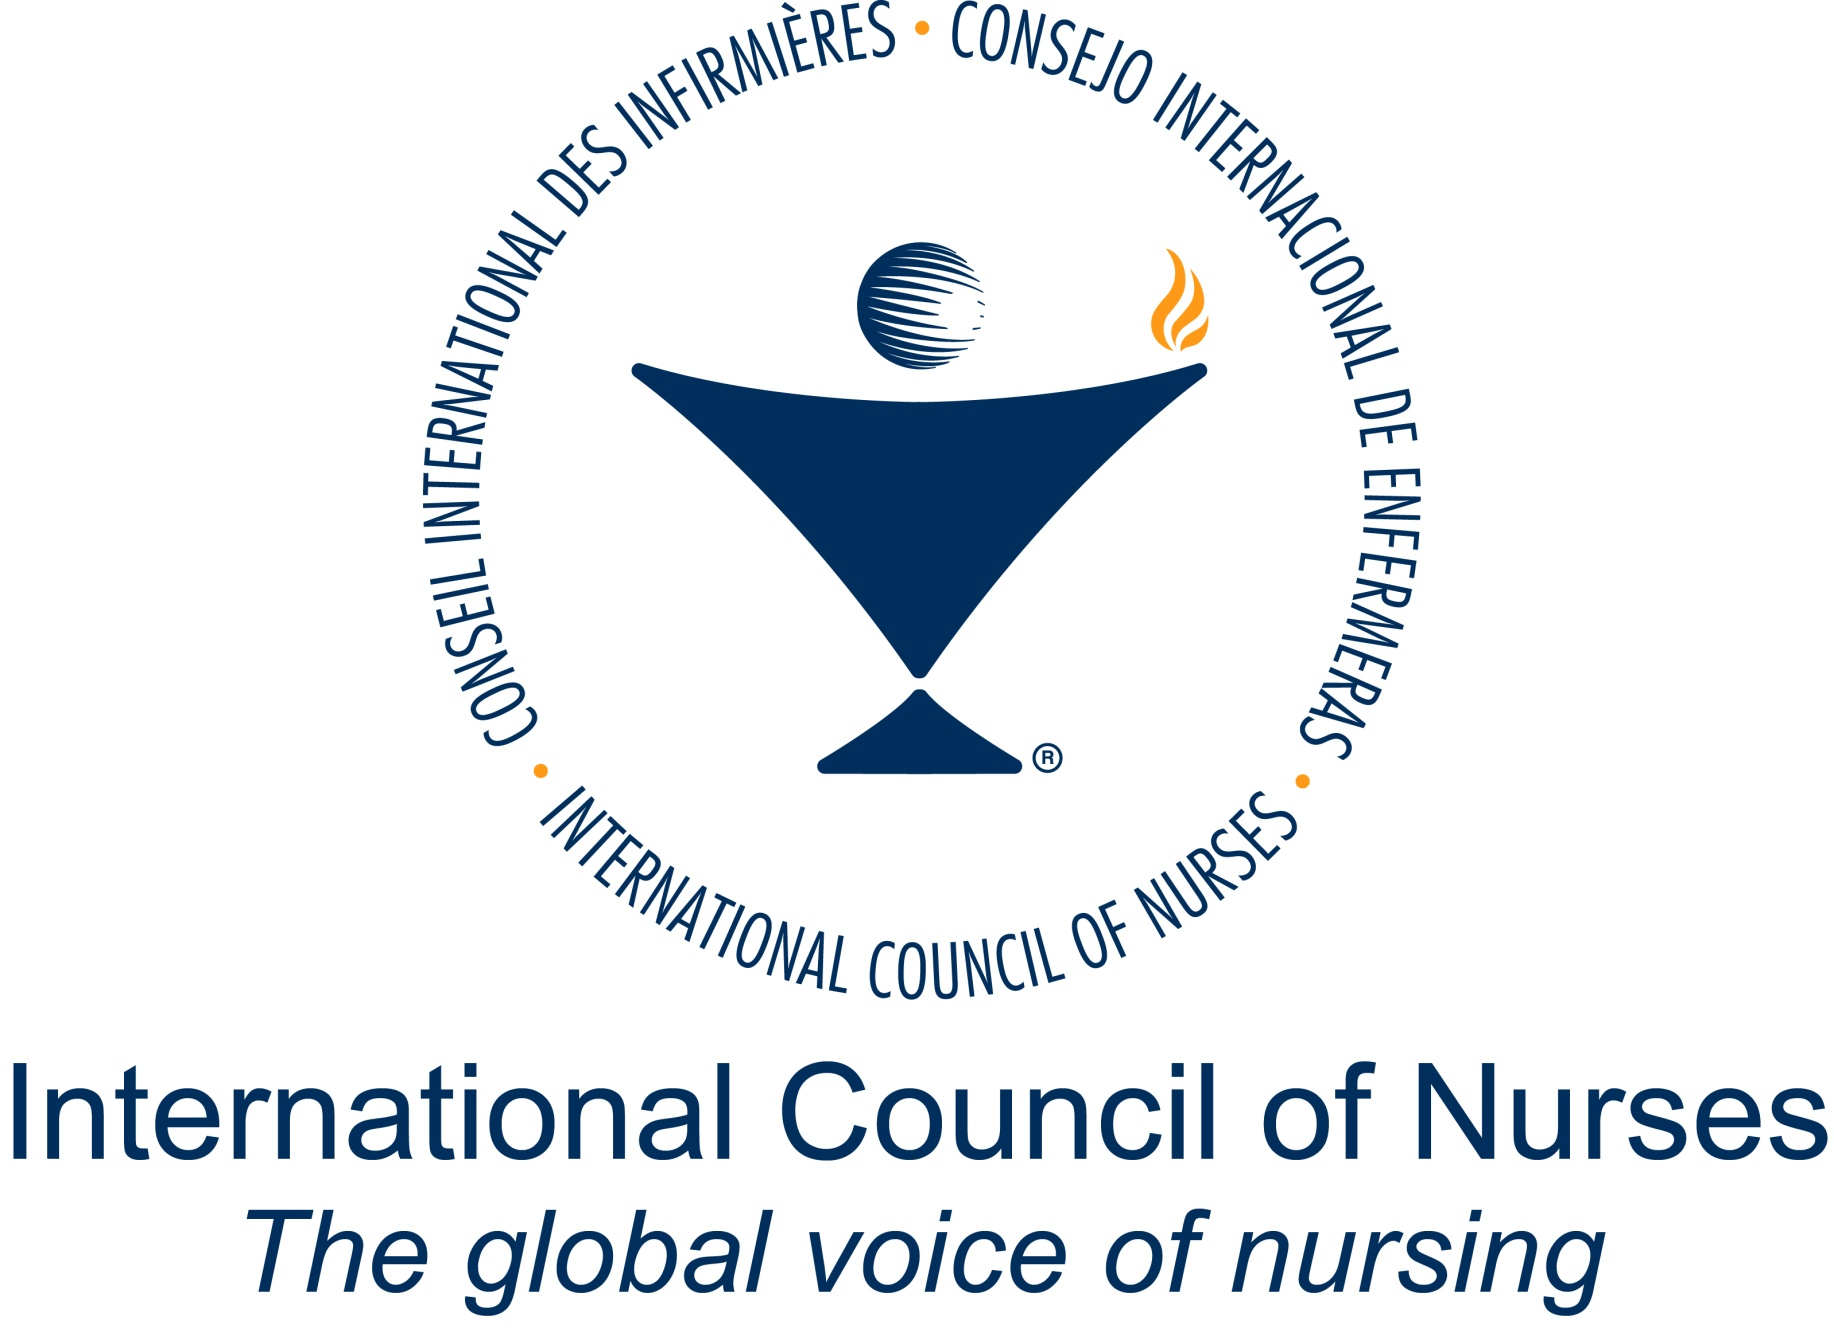 CONSEIL INTERNATIONAL DES INFIRMIÈRES • CONSEJO INTERNACIONAL DE ENFERMERAS •
INTERNATIONAL COUNCIL OF NURSES •
®
International Council of Nurses
The global voice of nursing